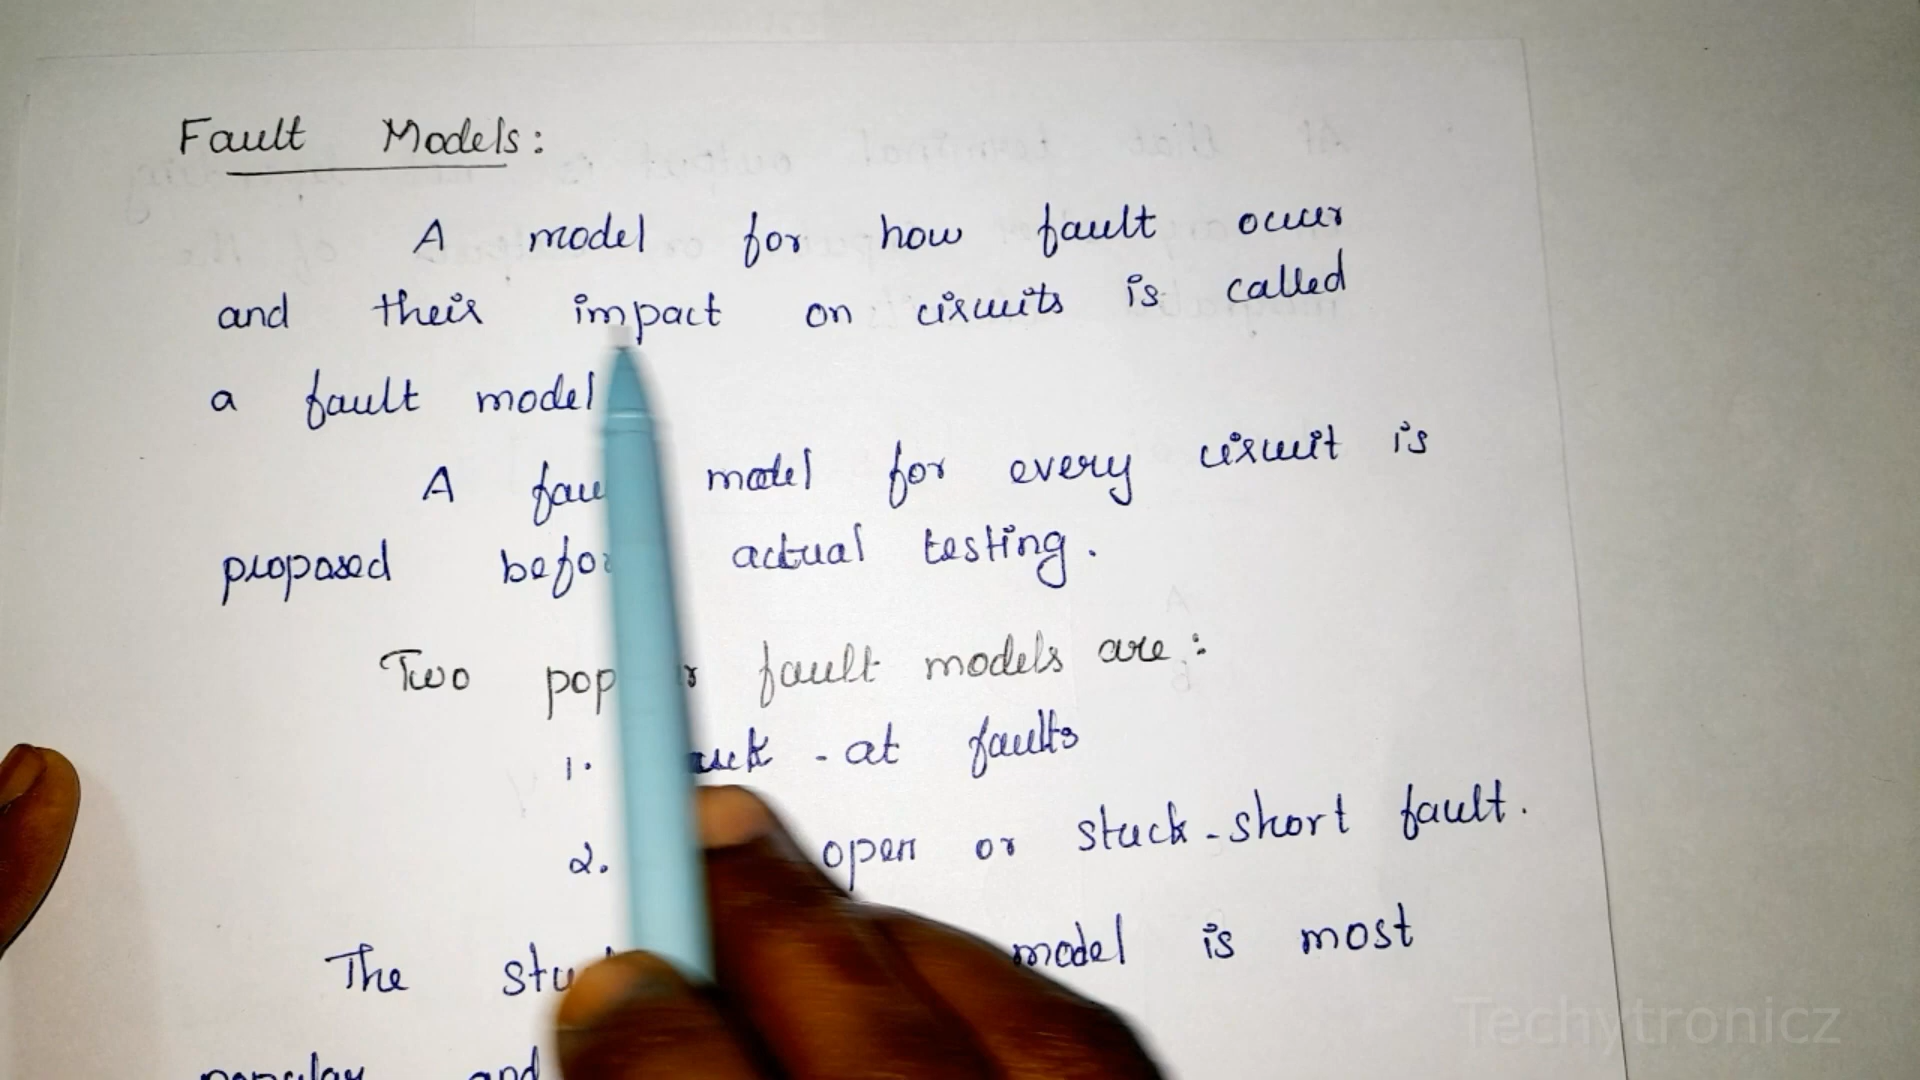 Fault Models:
A model for how fault occur
and their impact on circuits is called
a fault model
A model for every circuit is
proposed actual testing.
Two fault models are:
1. - at faults
2. open or stuck-short fault.
The model is most
popular and
Techytronicz